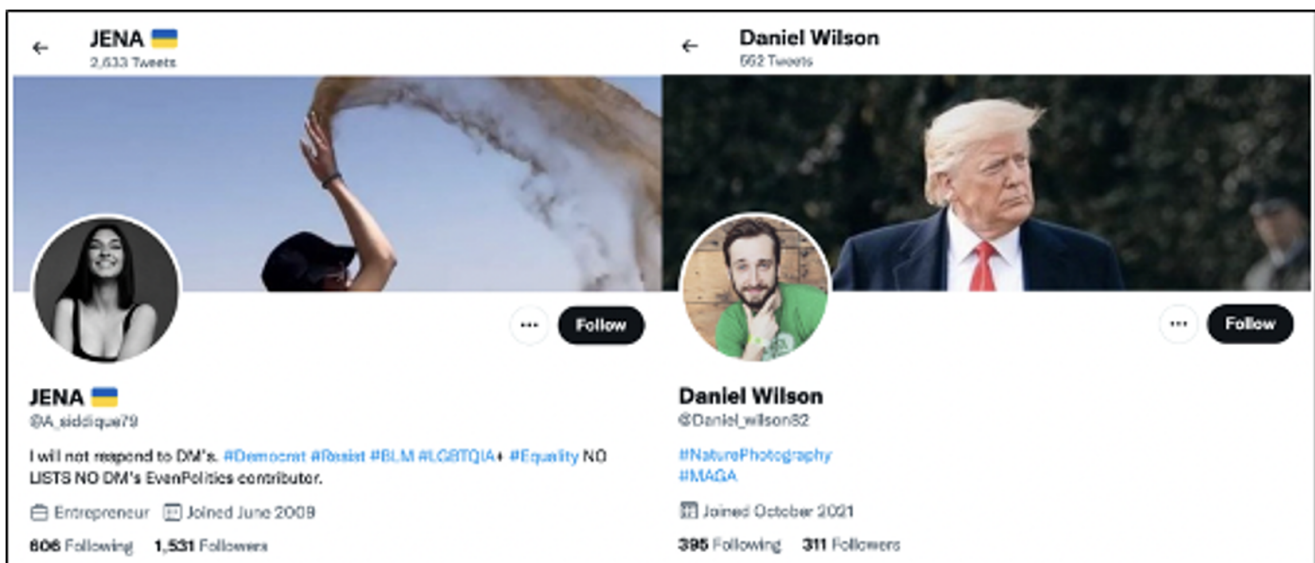 JENA
2,633 Tweets
JENA
@A_siddique79
I will not respond to DM's. #Democrat #Resist #BLM #LGBTQIA+ #Equality NO
LISTS NO DM's EvenPolitics contributor.
Entrepreneur Joined June 2009
606 Following 1,531 Followers
Follow
Daniel Wilson
552 Tweets
Follow
Daniel Wilson
@Daniel_wilson82
#NaturePhotography
#MAGA
Joined October 2021
395 Following 311 Followers